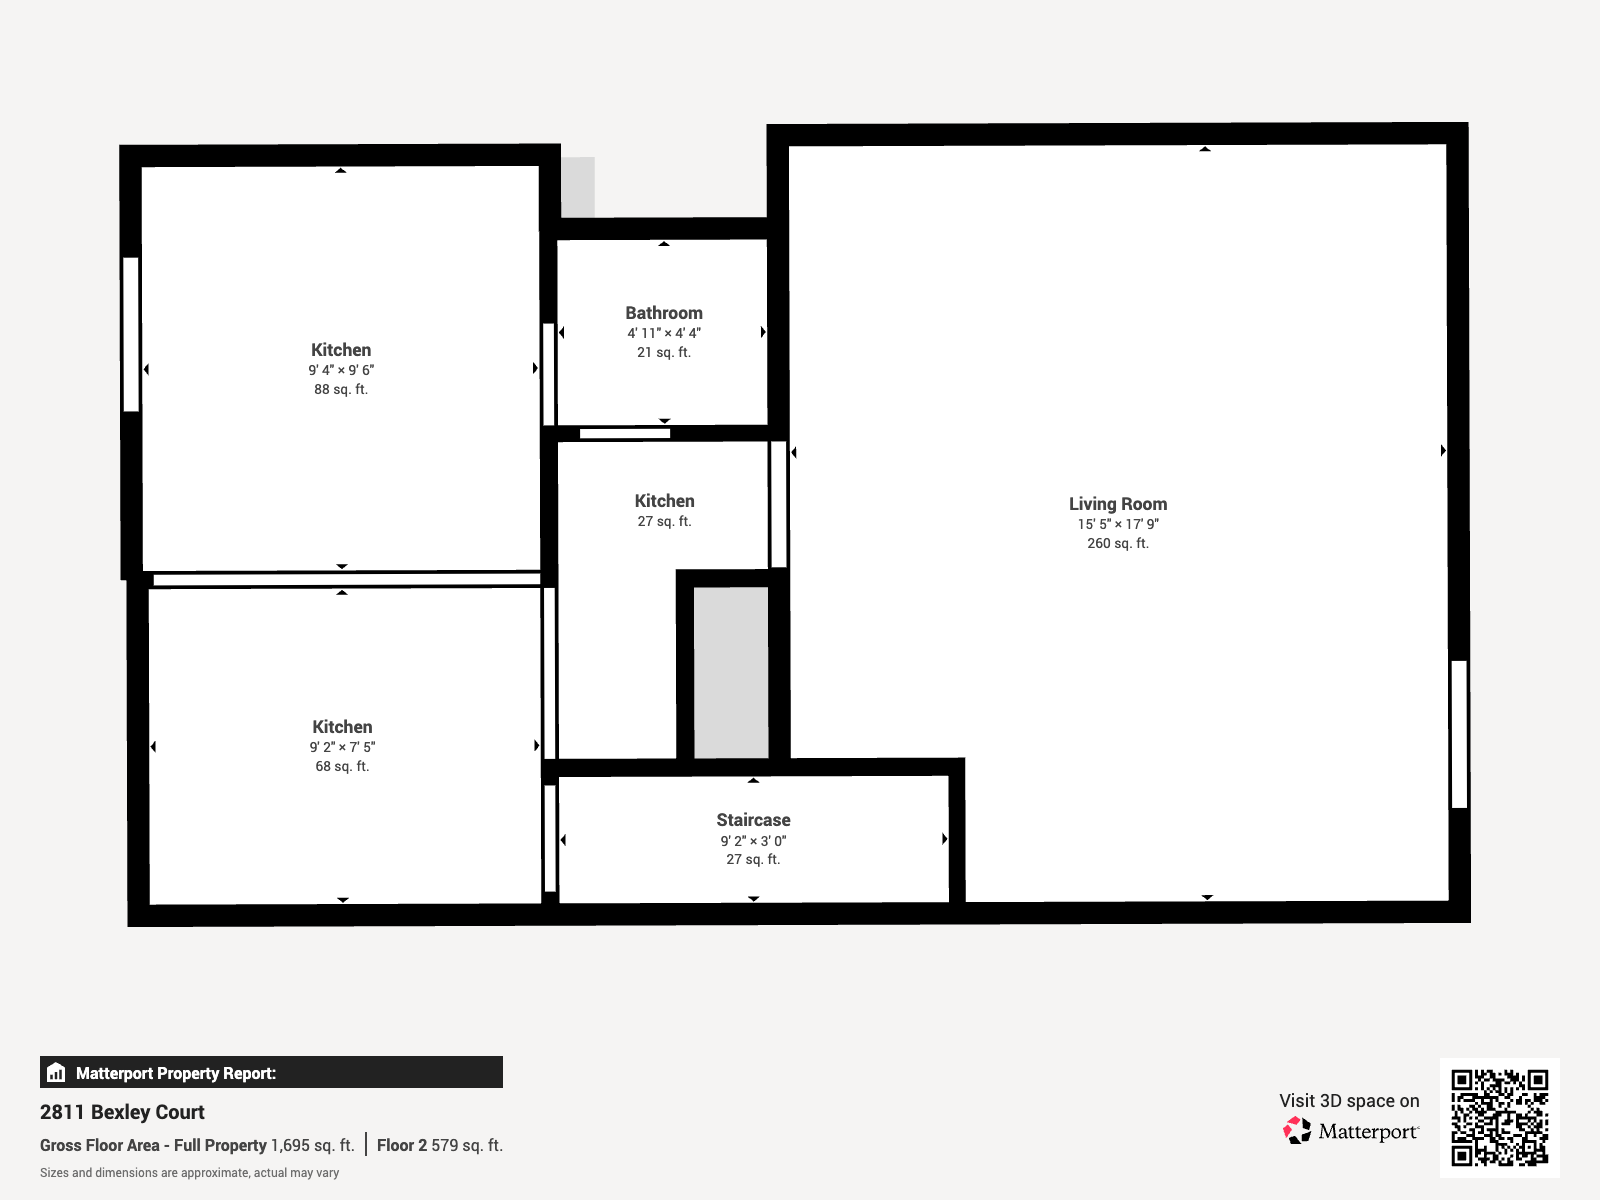 Kitchen
9' 4" × 9' 6"
88 sq. ft.
Bathroom
4' 11" × 4' 4"
21 sq. ft.
Kitchen
27 sq. ft.
Living Room
15' 5" × 17' 9"
260 sq. ft.
Kitchen
9' 2" × 7' 5"
68 sq. ft.
Staircase
9' 2" × 3' 0"
27 sq. ft.
Matterport Property Report:
2811 Bexley Court
Gross Floor Area - Full Property 1,695 sq. ft. | Floor 2 579 sq. ft.
Sizes and dimensions are approximate, actual may vary
Visit 3D space on
Matterport